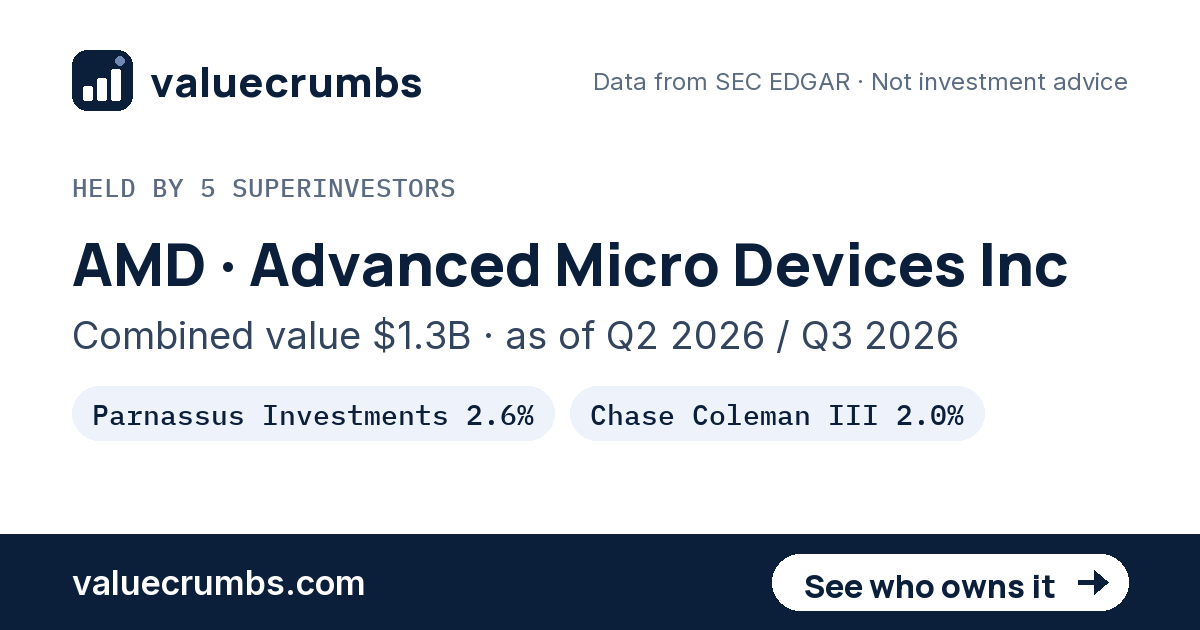 valuecrumbs
Data from SEC EDGAR · Not investment advice
HELD BY 5 SUPERINVESTORS
AMD · Advanced Micro Devices Inc
Combined value $1.3B · as of Q2 2026 / Q3 2026
Parnassus Investments 2.6%
Chase Coleman III 2.0%
valuecrumbs.com
See who owns it →